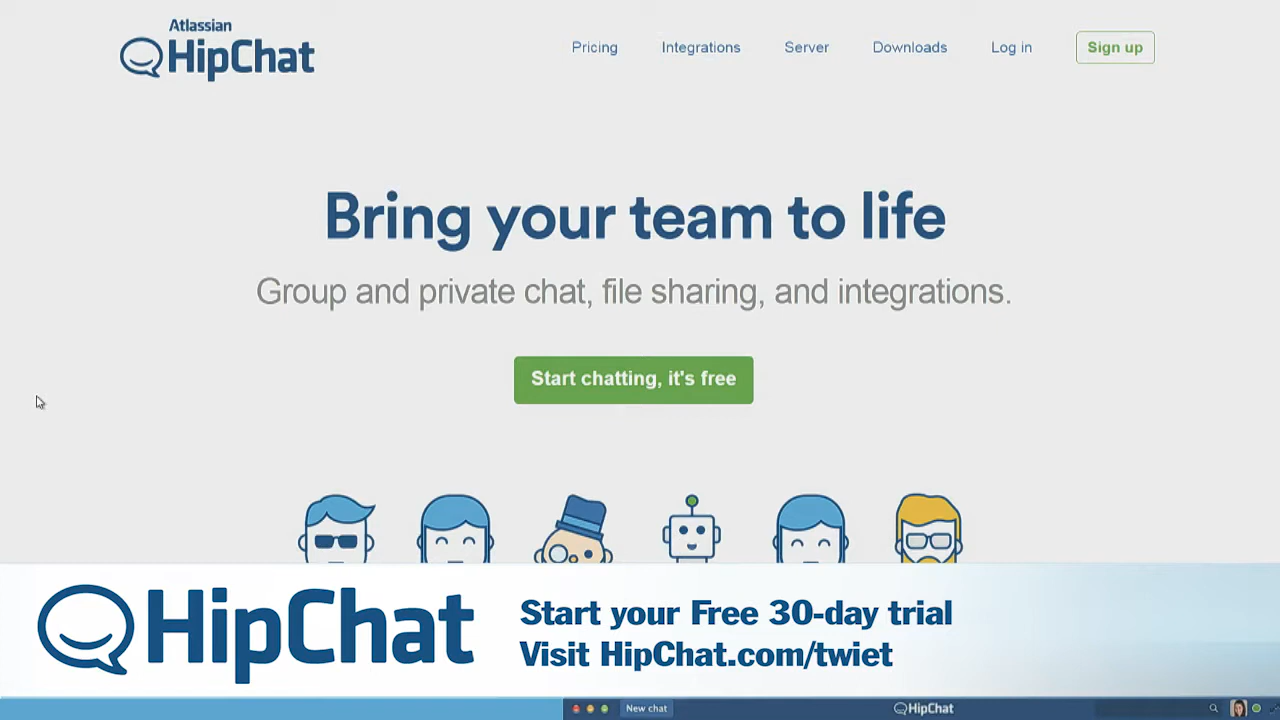 Atlassian
HipChat
Pricing
Integrations
Server
Downloads
Log in
Sign up
Bring your team to life
Group and private chat, file sharing, and integrations.
Start chatting, it's free
HipChat
Start your Free 30-day trial
Visit HipChat.com/twiet
New chat
HipChat